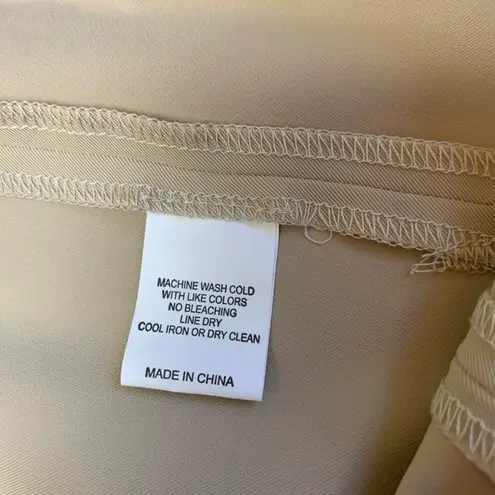 MACHINE WASH COLD
WITH LIKE COLORS
NO BLEACHING
LINE DRY
COOL IRON OR DRY CLEAN
MADE IN CHINA